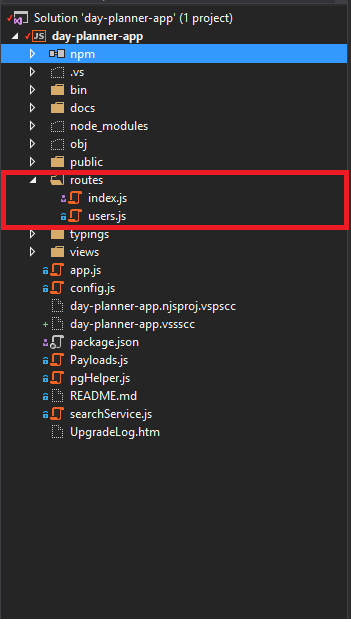 Solution 'day-planner-app' (1 project)
JS day-planner-app
npm
.vs
bin
docs
node_modules
obj
public
routes
index.js
users.js
typings
views
app.js
config.js
day-planner-app.njsproj.vspscc
day-planner-app.vssscc
package.json
Payloads.js
pgHelper.js
README.md
searchService.js
UpgradeLog.htm